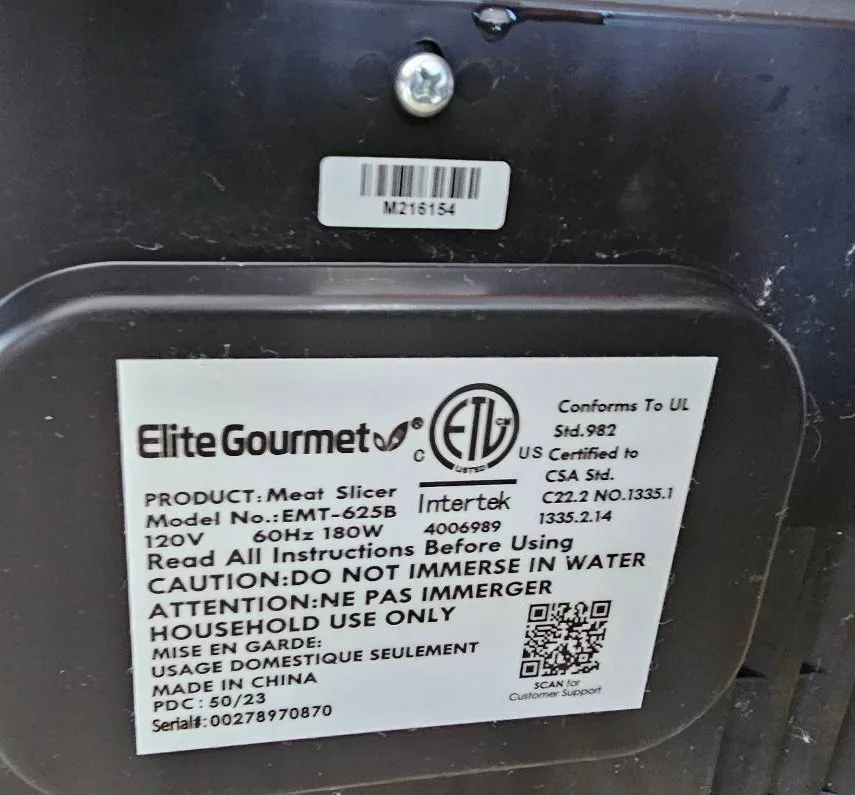 M216154
Elite Gourmet®
C ETL CM US
LISTED
Intertek
4006989
Conforms To UL
Std.982
Certified to
CSA Std.
C22.2 NO.1335.1
1335.2.14
PRODUCT:Meat Slicer
Model No.:EMT-625B
120V 60Hz 180W
Read All Instructions Before Using
CAUTION:DO NOT IMMERSE IN WATER
ATTENTION:NE PAS IMMERGER
HOUSEHOLD USE ONLY
MISE EN GARDE:
USAGE DOMESTIQUE SEULEMENT
MADE IN CHINA
PDC: 50/23
Serial#:00278970870
SCAN for
Customer Support